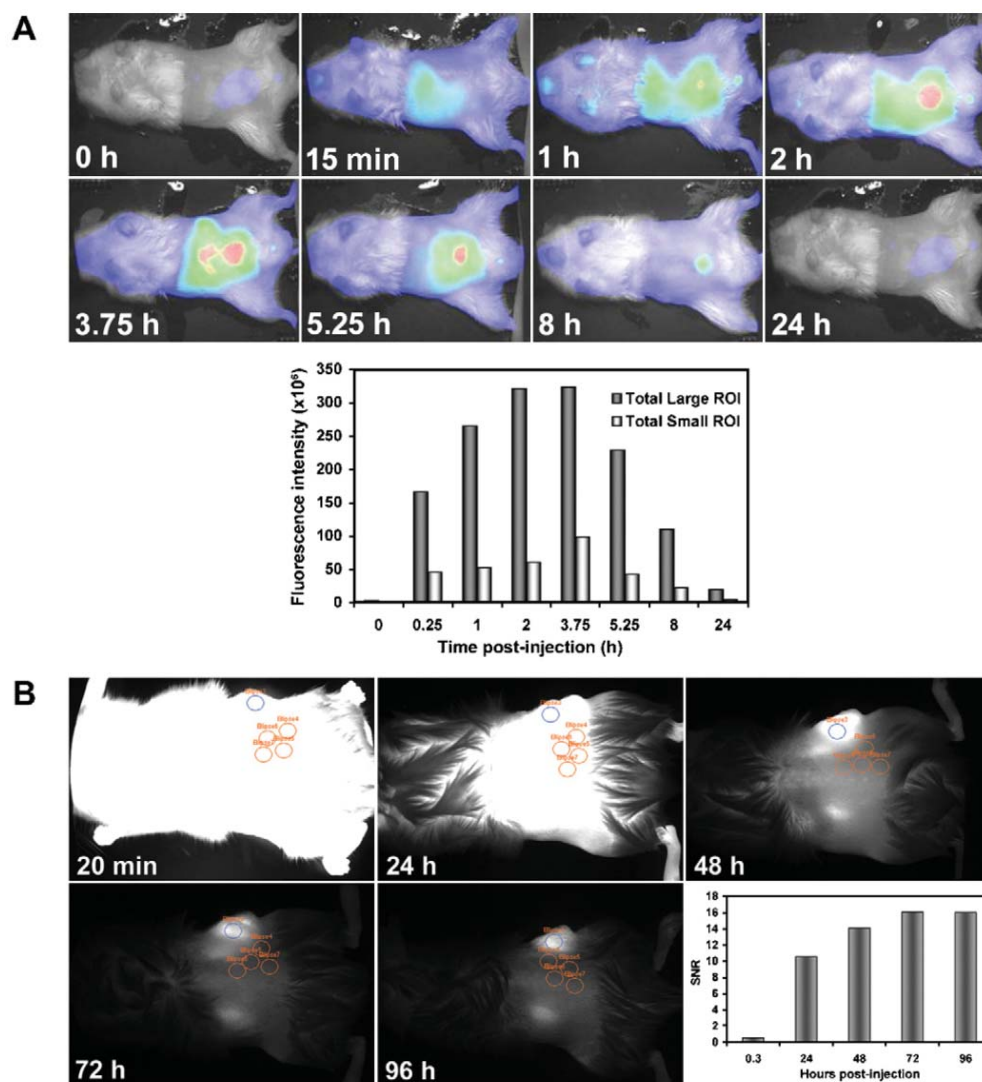 A
0 h
15 min
1 h
2 h
3.75 h
5.25 h
8 h
24 h
350
300
250
200
150
100
50
0
Fluorescence intensity (x10⁶)
Total Large ROI
Total Small ROI
0 0.25 1 2 3.75 5.25 8 24
Time post-injection (h)
B
20 min
24 h
48 h
72 h
96 h
18
16
14
12
10
8
6
4
2
0
SNR
0.3 24 48 72 96
Hours post-injection